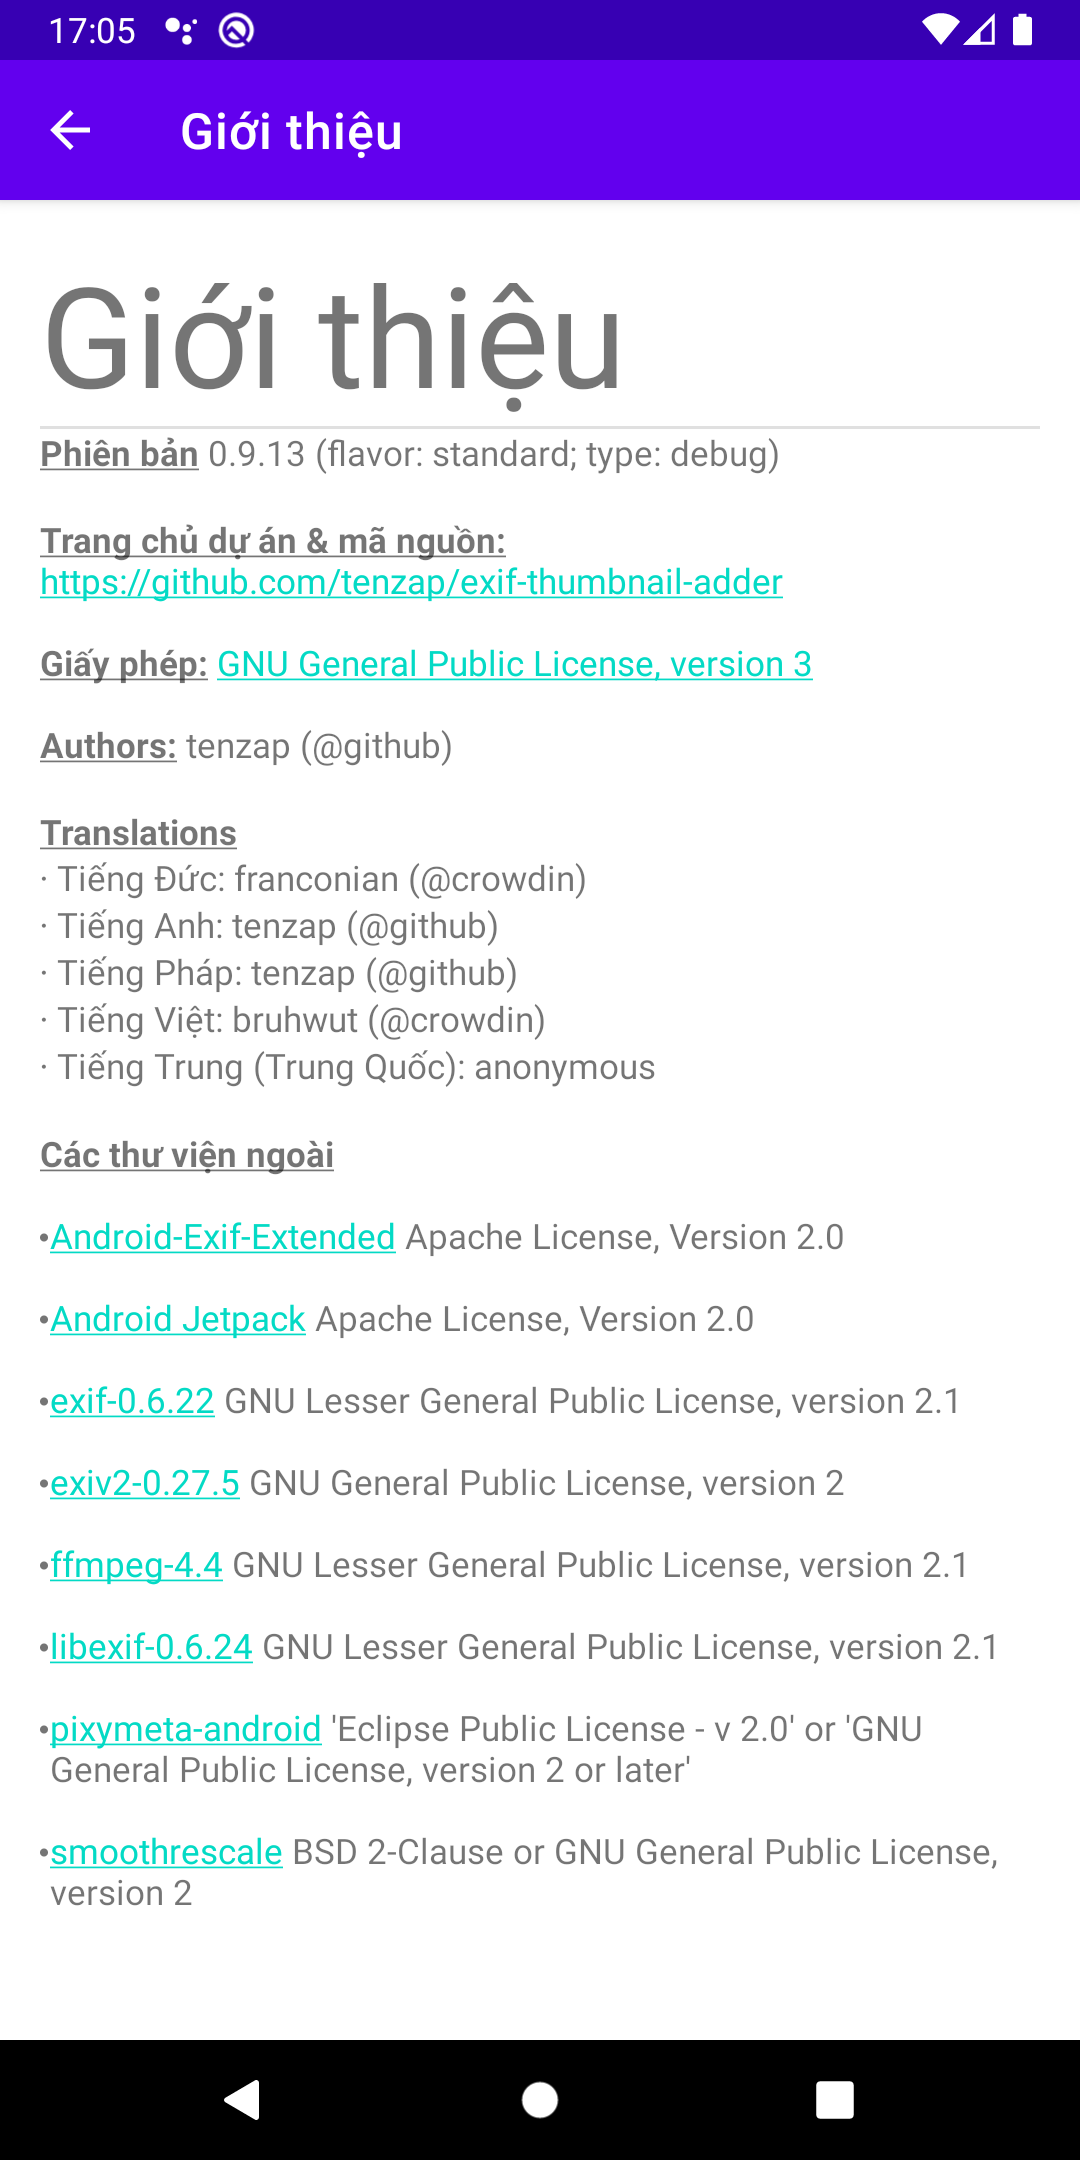 17:05
Giới thiệu
Giới thiệu
Phiên bản 0.9.13 (flavor: standard; type: debug)
Trang chủ dự án & mã nguồn:
https://github.com/tenzap/exif-thumbnail-adder
Giấy phép: GNU General Public License, version 3
Authors: tenzap (@github)
Translations
· Tiếng Đức: franconian (@crowdin)
· Tiếng Anh: tenzap (@github)
· Tiếng Pháp: tenzap (@github)
· Tiếng Việt: bruhwut (@crowdin)
· Tiếng Trung (Trung Quốc): anonymous
Các thư viện ngoài
•Android-Exif-Extended Apache License, Version 2.0
•Android Jetpack Apache License, Version 2.0
•exif-0.6.22 GNU Lesser General Public License, version 2.1
•exiv2-0.27.5 GNU General Public License, version 2
•ffmpeg-4.4 GNU Lesser General Public License, version 2.1
•libexif-0.6.24 GNU Lesser General Public License, version 2.1
•pixymeta-android 'Eclipse Public License - v 2.0' or 'GNU
General Public License, version 2 or later'
•smoothrescale BSD 2-Clause or GNU General Public License,
version 2